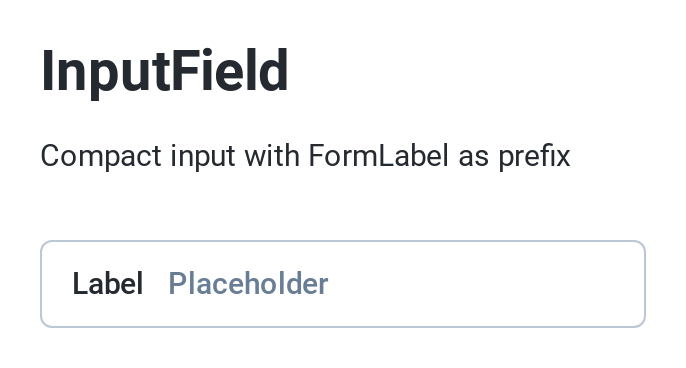 InputField
Compact input with FormLabel as prefix
Label Placeholder